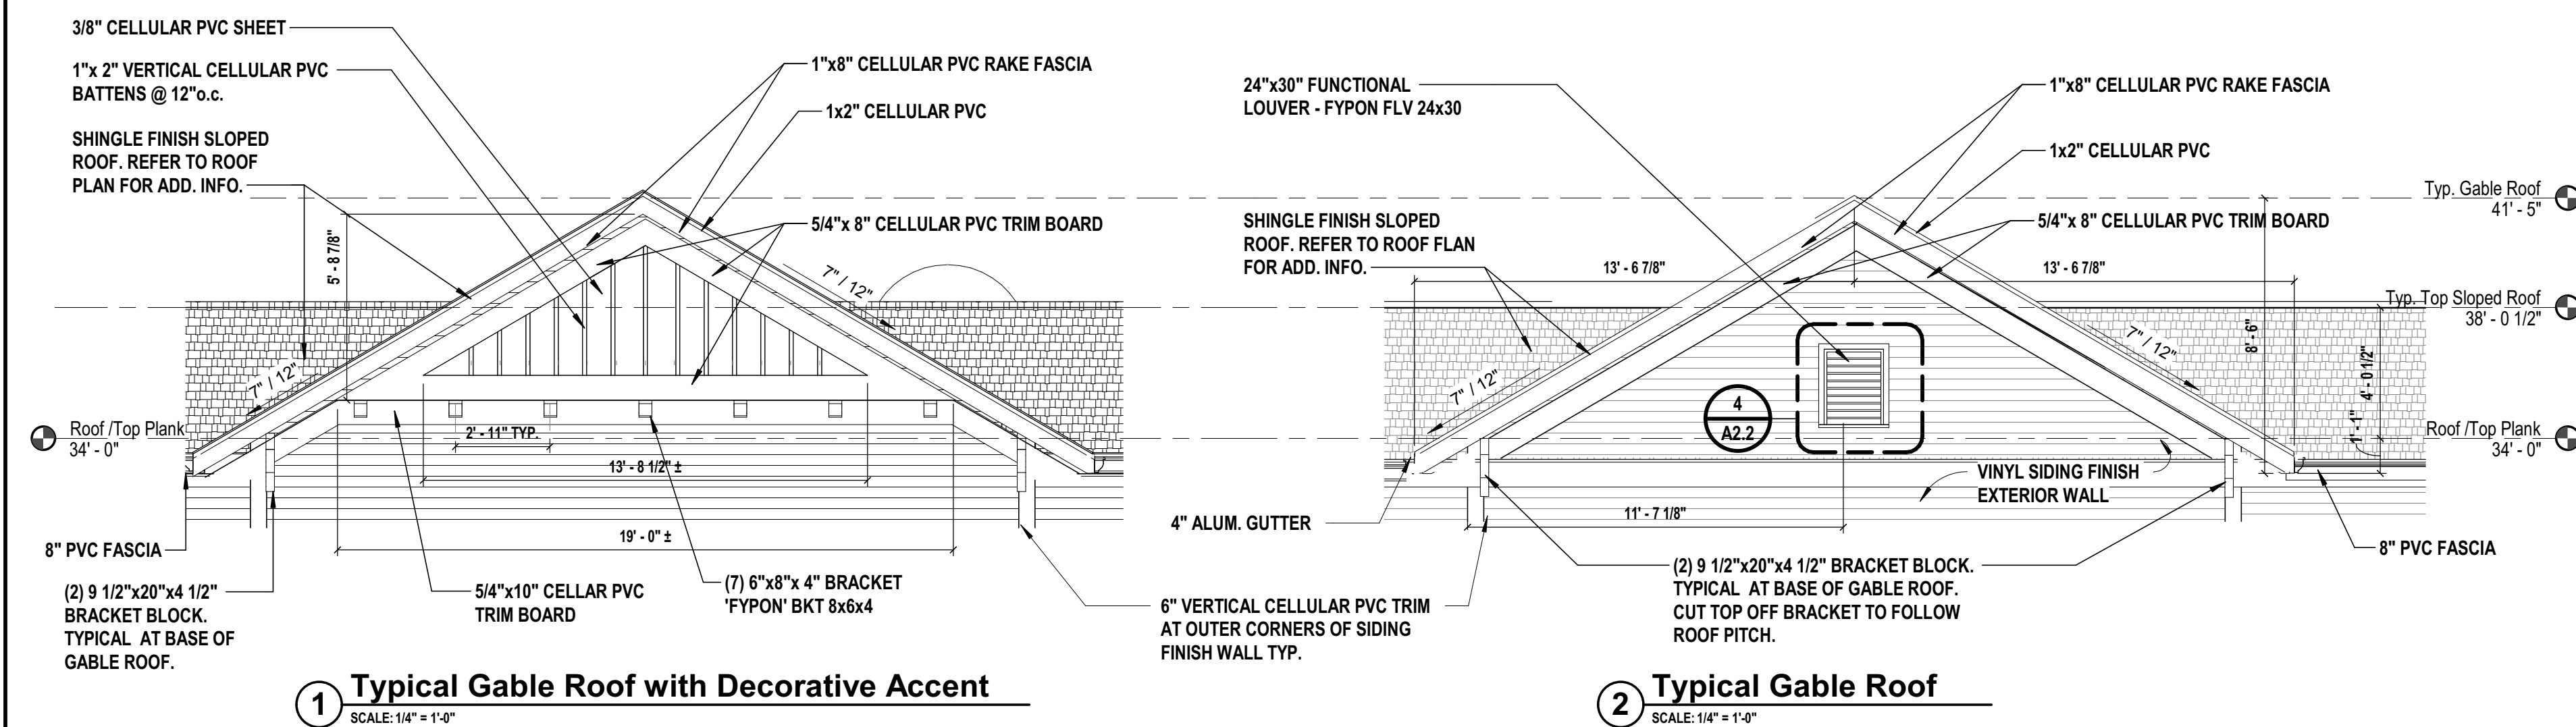 3/8" CELLULAR PVC SHEET
1"x 2" VERTICAL CELLULAR PVC
BATTENS @ 12"o.c.
SHINGLE FINISH SLOPED
ROOF. REFER TO ROOF
PLAN FOR ADD. INFO.
1"x8" CELLULAR PVC RAKE FASCIA
1x2" CELLULAR PVC
5/4"x 8" CELLULAR PVC TRIM BOARD
5' - 8 7/8"
7" / 12"
7" / 12"
Roof /Top Plank
34' - 0"
2' - 11" TYP.
13' - 8 1/2" ±
19' - 0" ±
8" PVC FASCIA
(2) 9 1/2"x20"x4 1/2"
BRACKET BLOCK.
TYPICAL AT BASE OF
GABLE ROOF.
5/4"x10" CELLAR PVC
TRIM BOARD
(7) 6"x8"x 4" BRACKET
'FYPON' BKT 8x6x4
6" VERTICAL CELLULAR PVC TRIM
AT OUTER CORNERS OF SIDING
FINISH WALL TYP.
1 Typical Gable Roof with Decorative Accent
SCALE: 1/4" = 1'-0"
24"x30" FUNCTIONAL
LOUVER - FYPON FLV 24x30
SHINGLE FINISH SLOPED
ROOF. REFER TO ROOF FLAN
FOR ADD. INFO.
1"x8" CELLULAR PVC RAKE FASCIA
1x2" CELLULAR PVC
5/4"x 8" CELLULAR PVC TRIM BOARD
Typ. Gable Roof
41' - 5"
13' - 6 7/8"
13' - 6 7/8"
Typ. Top Sloped Roof
38' - 0 1/2"
8' - 6"
4' - 0 1/2"
1' - 1"
7" / 12"
7" / 12"
4
A2.2
Roof /Top Plank
34' - 0"
VINYL SIDING FINISH
EXTERIOR WALL
11' - 7 1/8"
4" ALUM. GUTTER
8" PVC FASCIA
(2) 9 1/2"x20"x4 1/2" BRACKET BLOCK.
TYPICAL AT BASE OF GABLE ROOF.
CUT TOP OFF BRACKET TO FOLLOW
ROOF PITCH.
2 Typical Gable Roof
SCALE: 1/4" = 1'-0"